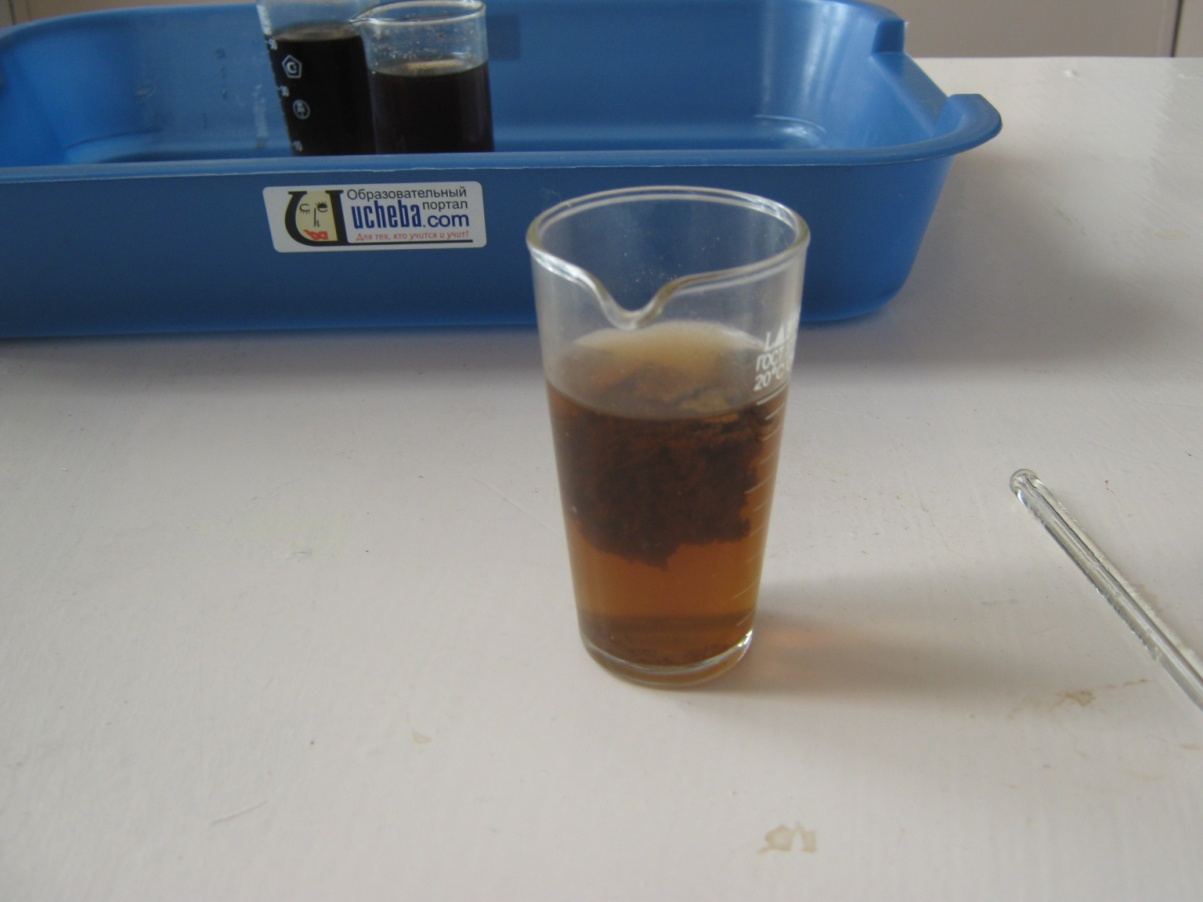 Образовательный
портал
ucheba.com
Для тех, кто учится и учит!
ГОСТ
20°C